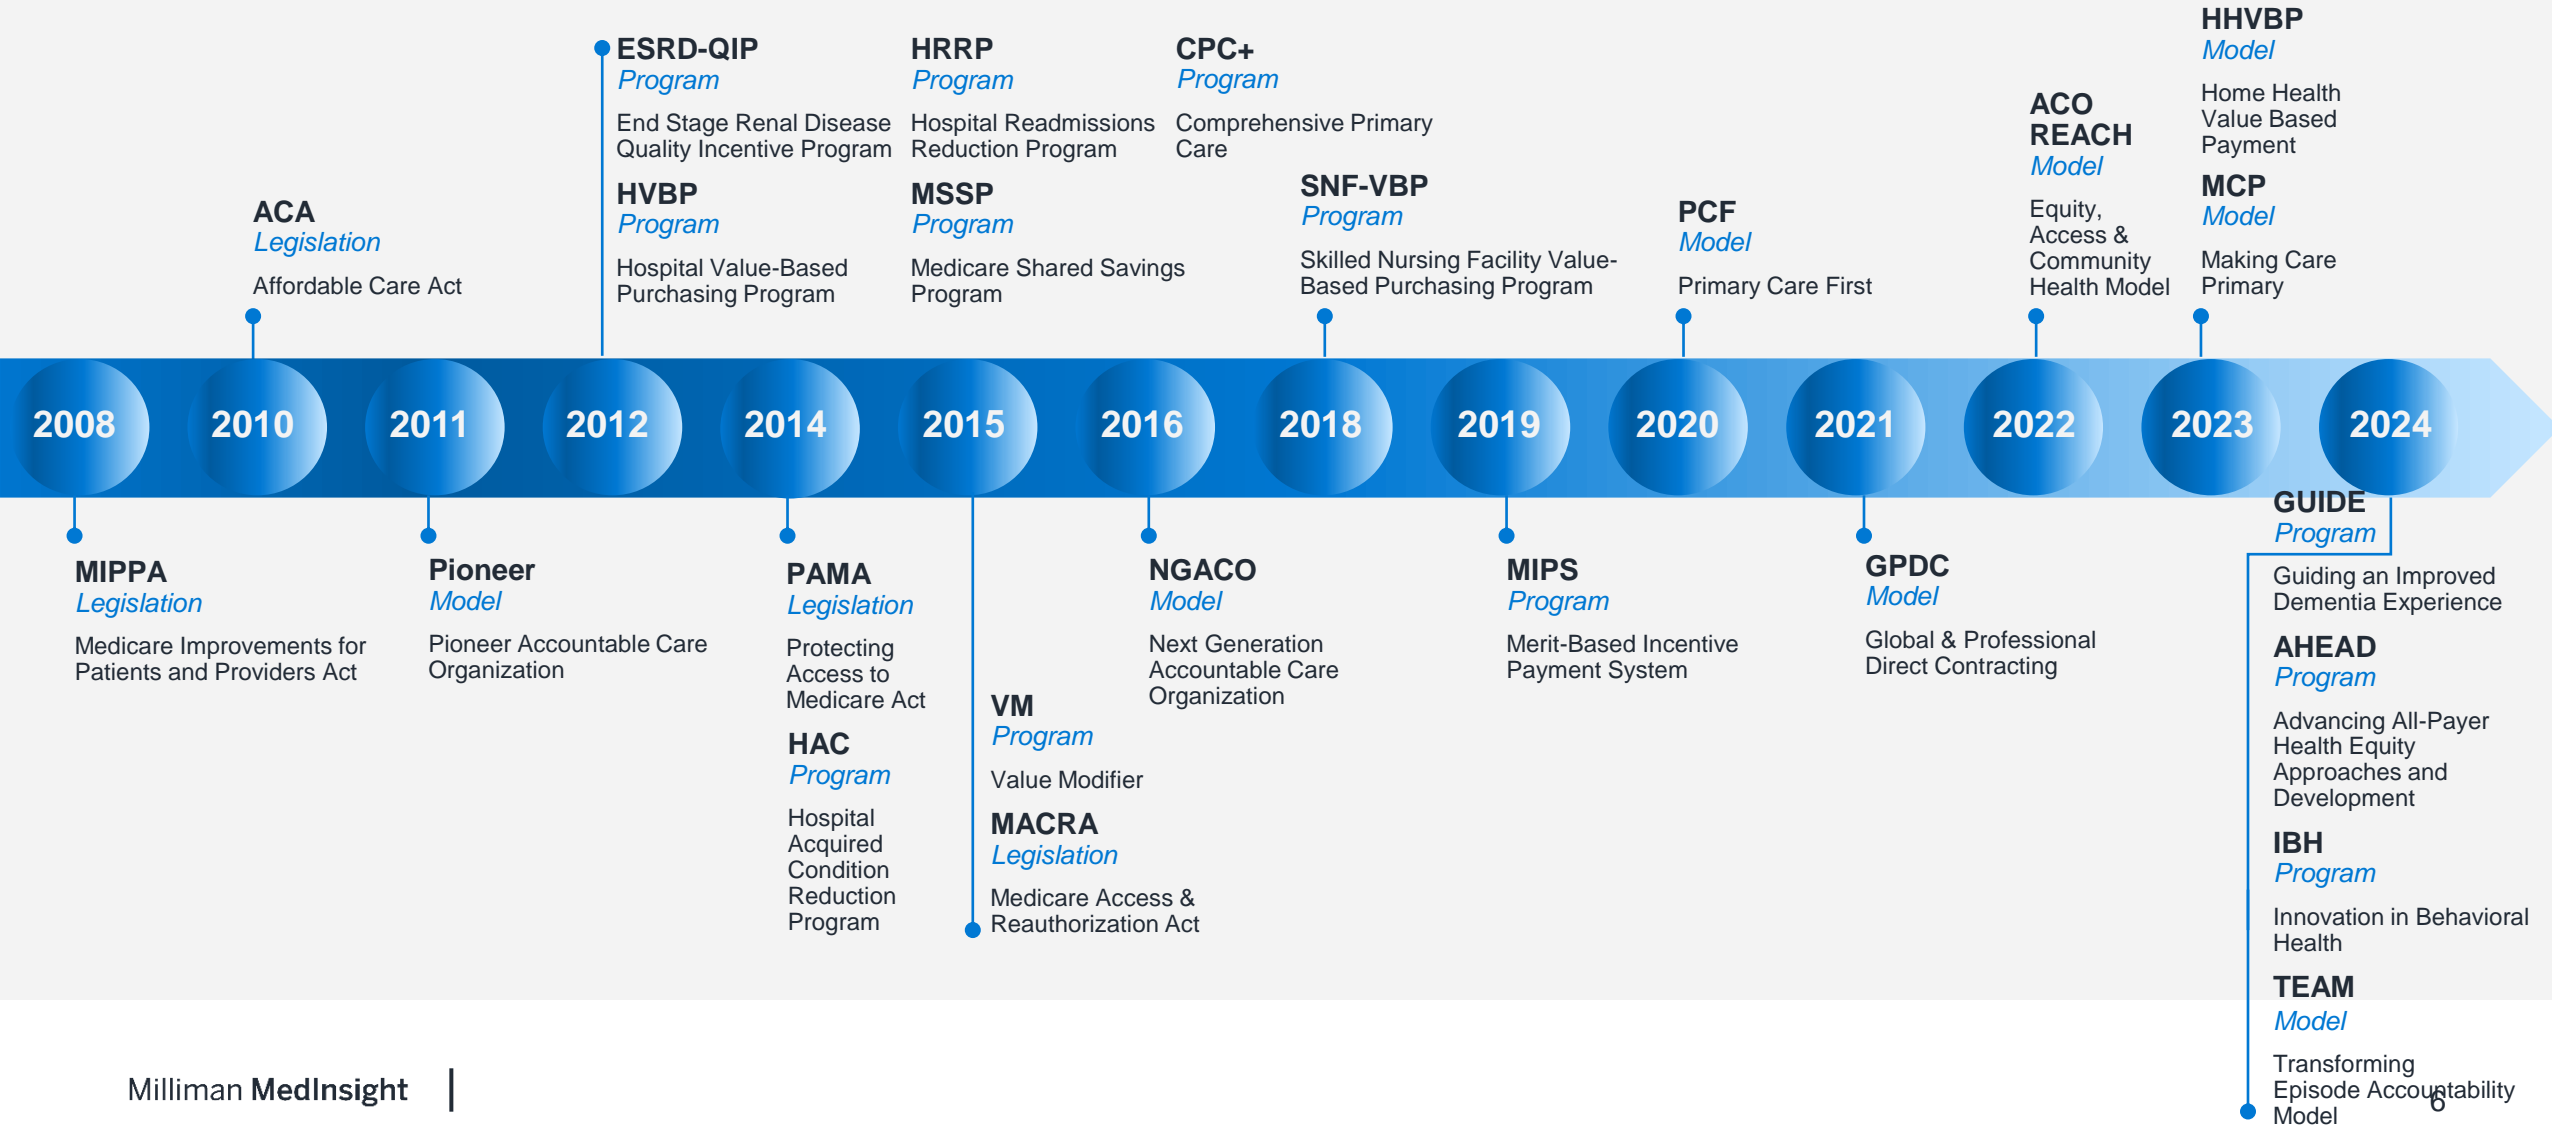 ESRD-QIP
Program
End Stage Renal Disease
Quality Incentive Program
HVBP
Program
Hospital Value-Based
Purchasing Program
HRRP
Program
Hospital Readmissions
Reduction Program
MSSP
Program
Medicare Shared Savings
Program
CPC+
Program
Comprehensive Primary
Care
ACA
Legislation
Affordable Care Act
SNF-VBP
Program
Skilled Nursing Facility Value-
Based Purchasing Program
PCF
Model
Primary Care First
ACO
REACH
Model
Equity,
Access &
Community
Health Model
HHVBP
Model
Home Health
Value Based
Payment
MCP
Model
Making Care
Primary
2008
2010
2011
2012
2014
2015
2016
2018
2019
2020
2021
2022
2023
2024
MIPPA
Legislation
Medicare Improvements for
Patients and Providers Act
Pioneer
Model
Pioneer Accountable Care
Organization
PAMA
Legislation
Protecting
Access to
Medicare Act
HAC
Program
Hospital
Acquired
Condition
Reduction
Program
VM
Program
Value Modifier
MACRA
Legislation
Medicare Access &
Reauthorization Act
NGACO
Model
Next Generation
Accountable Care
Organization
MIPS
Program
Merit-Based Incentive
Payment System
GPDC
Model
Global & Professional
Direct Contracting
GUIDE
Program
Guiding an Improved
Dementia Experience
AHEAD
Program
Advancing All-Payer
Health Equity
Approaches and
Development
IBH
Program
Innovation in Behavioral
Health
TEAM
Model
Transforming
Episode Accountability
Model
Milliman MedInsight
6